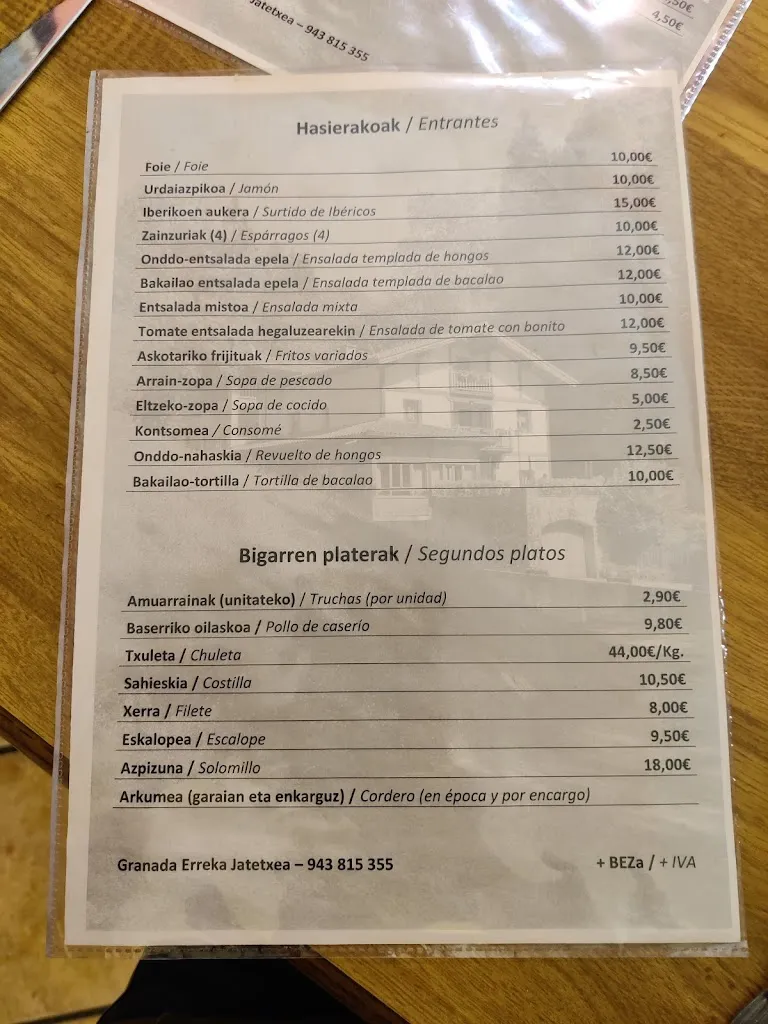 Jatetxea – 943 815 355
,50€
4,50€
Hasierakoak / Entrantes
Foie / Foie 10,00€
Urdaiazpikoa / Jamón 10,00€
Iberikoen aukera / Surtido de Ibéricos 15,00€
Zainzuriak (4) / Espárragos (4) 10,00€
Onddo-entsalada epela / Ensalada templada de hongos 12,00€
Bakailao entsalada epela / Ensalada templada de bacalao 12,00€
Entsalada mistoa / Ensalada mixta 10,00€
Tomate entsalada hegaluzearekin / Ensalada de tomate con bonito 12,00€
Askotariko frijituak / Fritos variados 9,50€
Arrain-zopa / Sopa de pescado 8,50€
Eltzeko-zopa / Sopa de cocido 5,00€
Kontsomea / Consomé 2,50€
Onddo-nahaskia / Revuelto de hongos 12,50€
Bakailao-tortilla / Tortilla de bacalao 10,00€
Bigarren platerak / Segundos platos
Amuarrainak (unitateko) / Truchas (por unidad) 2,90€
Baserriko oilaskoa / Pollo de caserío 9,80€
Txuleta / Chuleta 44,00€/Kg.
Sahieskia / Costilla 10,50€
Xerra / Filete 8,00€
Eskalopea / Escalope 9,50€
Azpizuna / Solomillo 18,00€
Arkumea (garaian eta enkarguz) / Cordero (en época y por encargo)
Granada Erreka Jatetxea – 943 815 355 + BEZa / + IVA